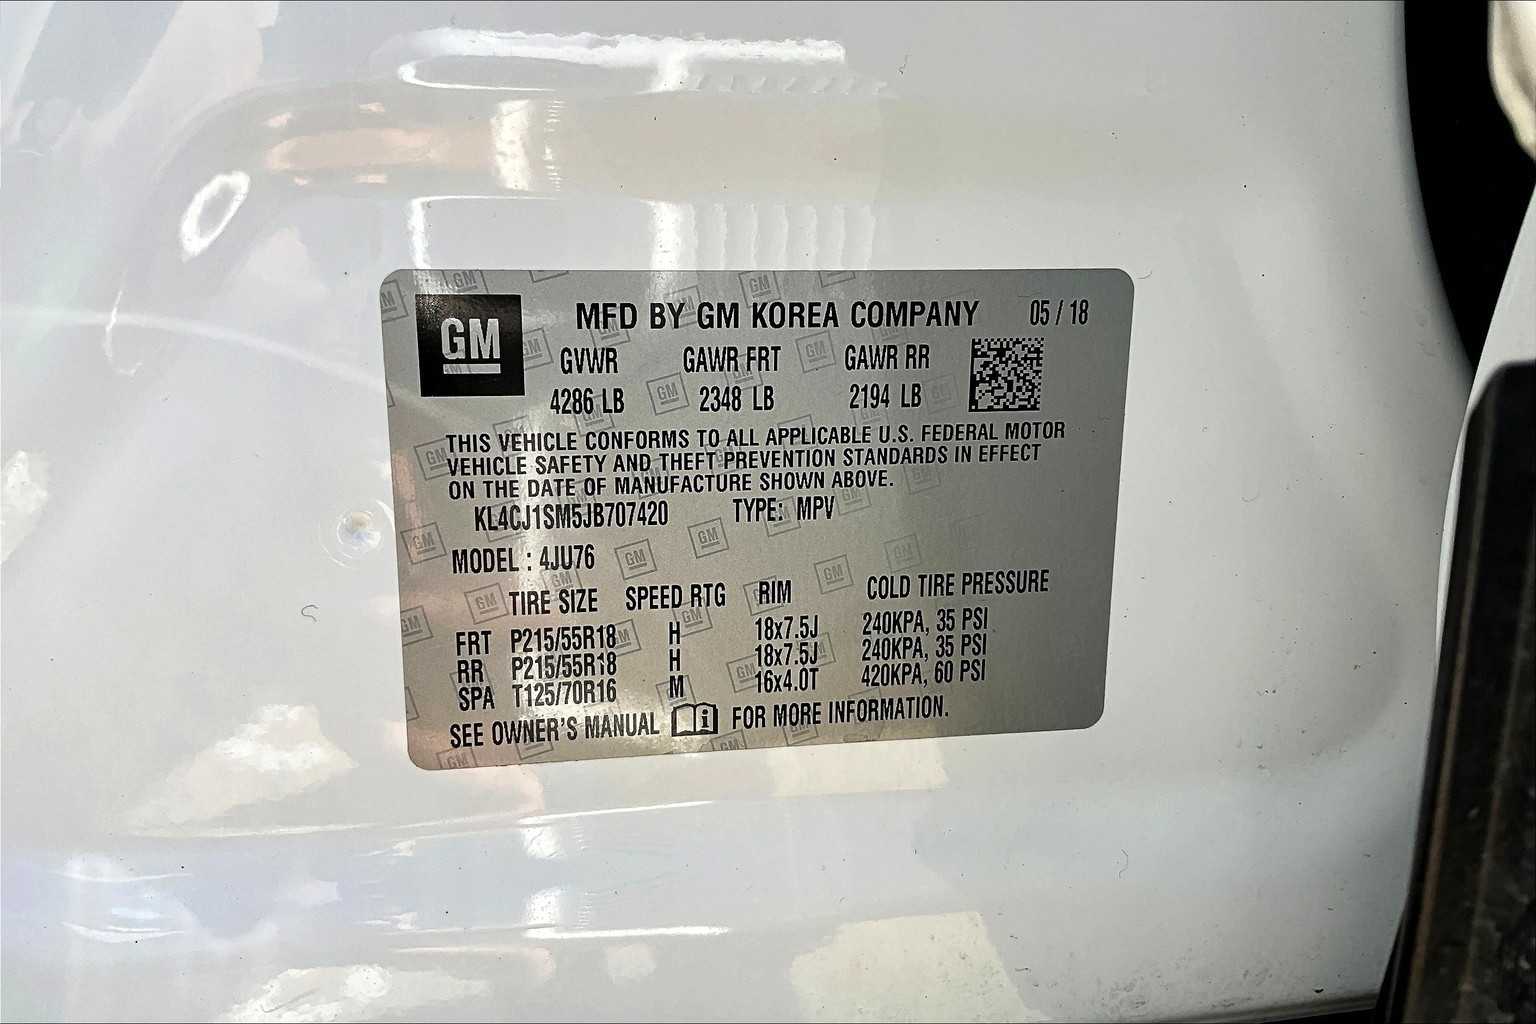 GM
MFD BY GM KOREA COMPANY 05 / 18
GVWR GAWR FRT GAWR RR
4286 LB 2348 LB 2194 LB
THIS VEHICLE CONFORMS TO ALL APPLICABLE U.S. FEDERAL MOTOR
VEHICLE SAFETY AND THEFT PREVENTION STANDARDS IN EFFECT
ON THE DATE OF MANUFACTURE SHOWN ABOVE.
KL4CJ1SM5JB707420 TYPE: MPV
MODEL : 4JU76
TIRE SIZE SPEED RTG RIM COLD TIRE PRESSURE
FRT P215/55R18 H 18x7.5J 240KPA, 35 PSI
RR P215/55R18 H 18x7.5J 240KPA, 35 PSI
SPA T125/70R16 M 16x4.0T 420KPA, 60 PSI
SEE OWNER'S MANUAL i FOR MORE INFORMATION.